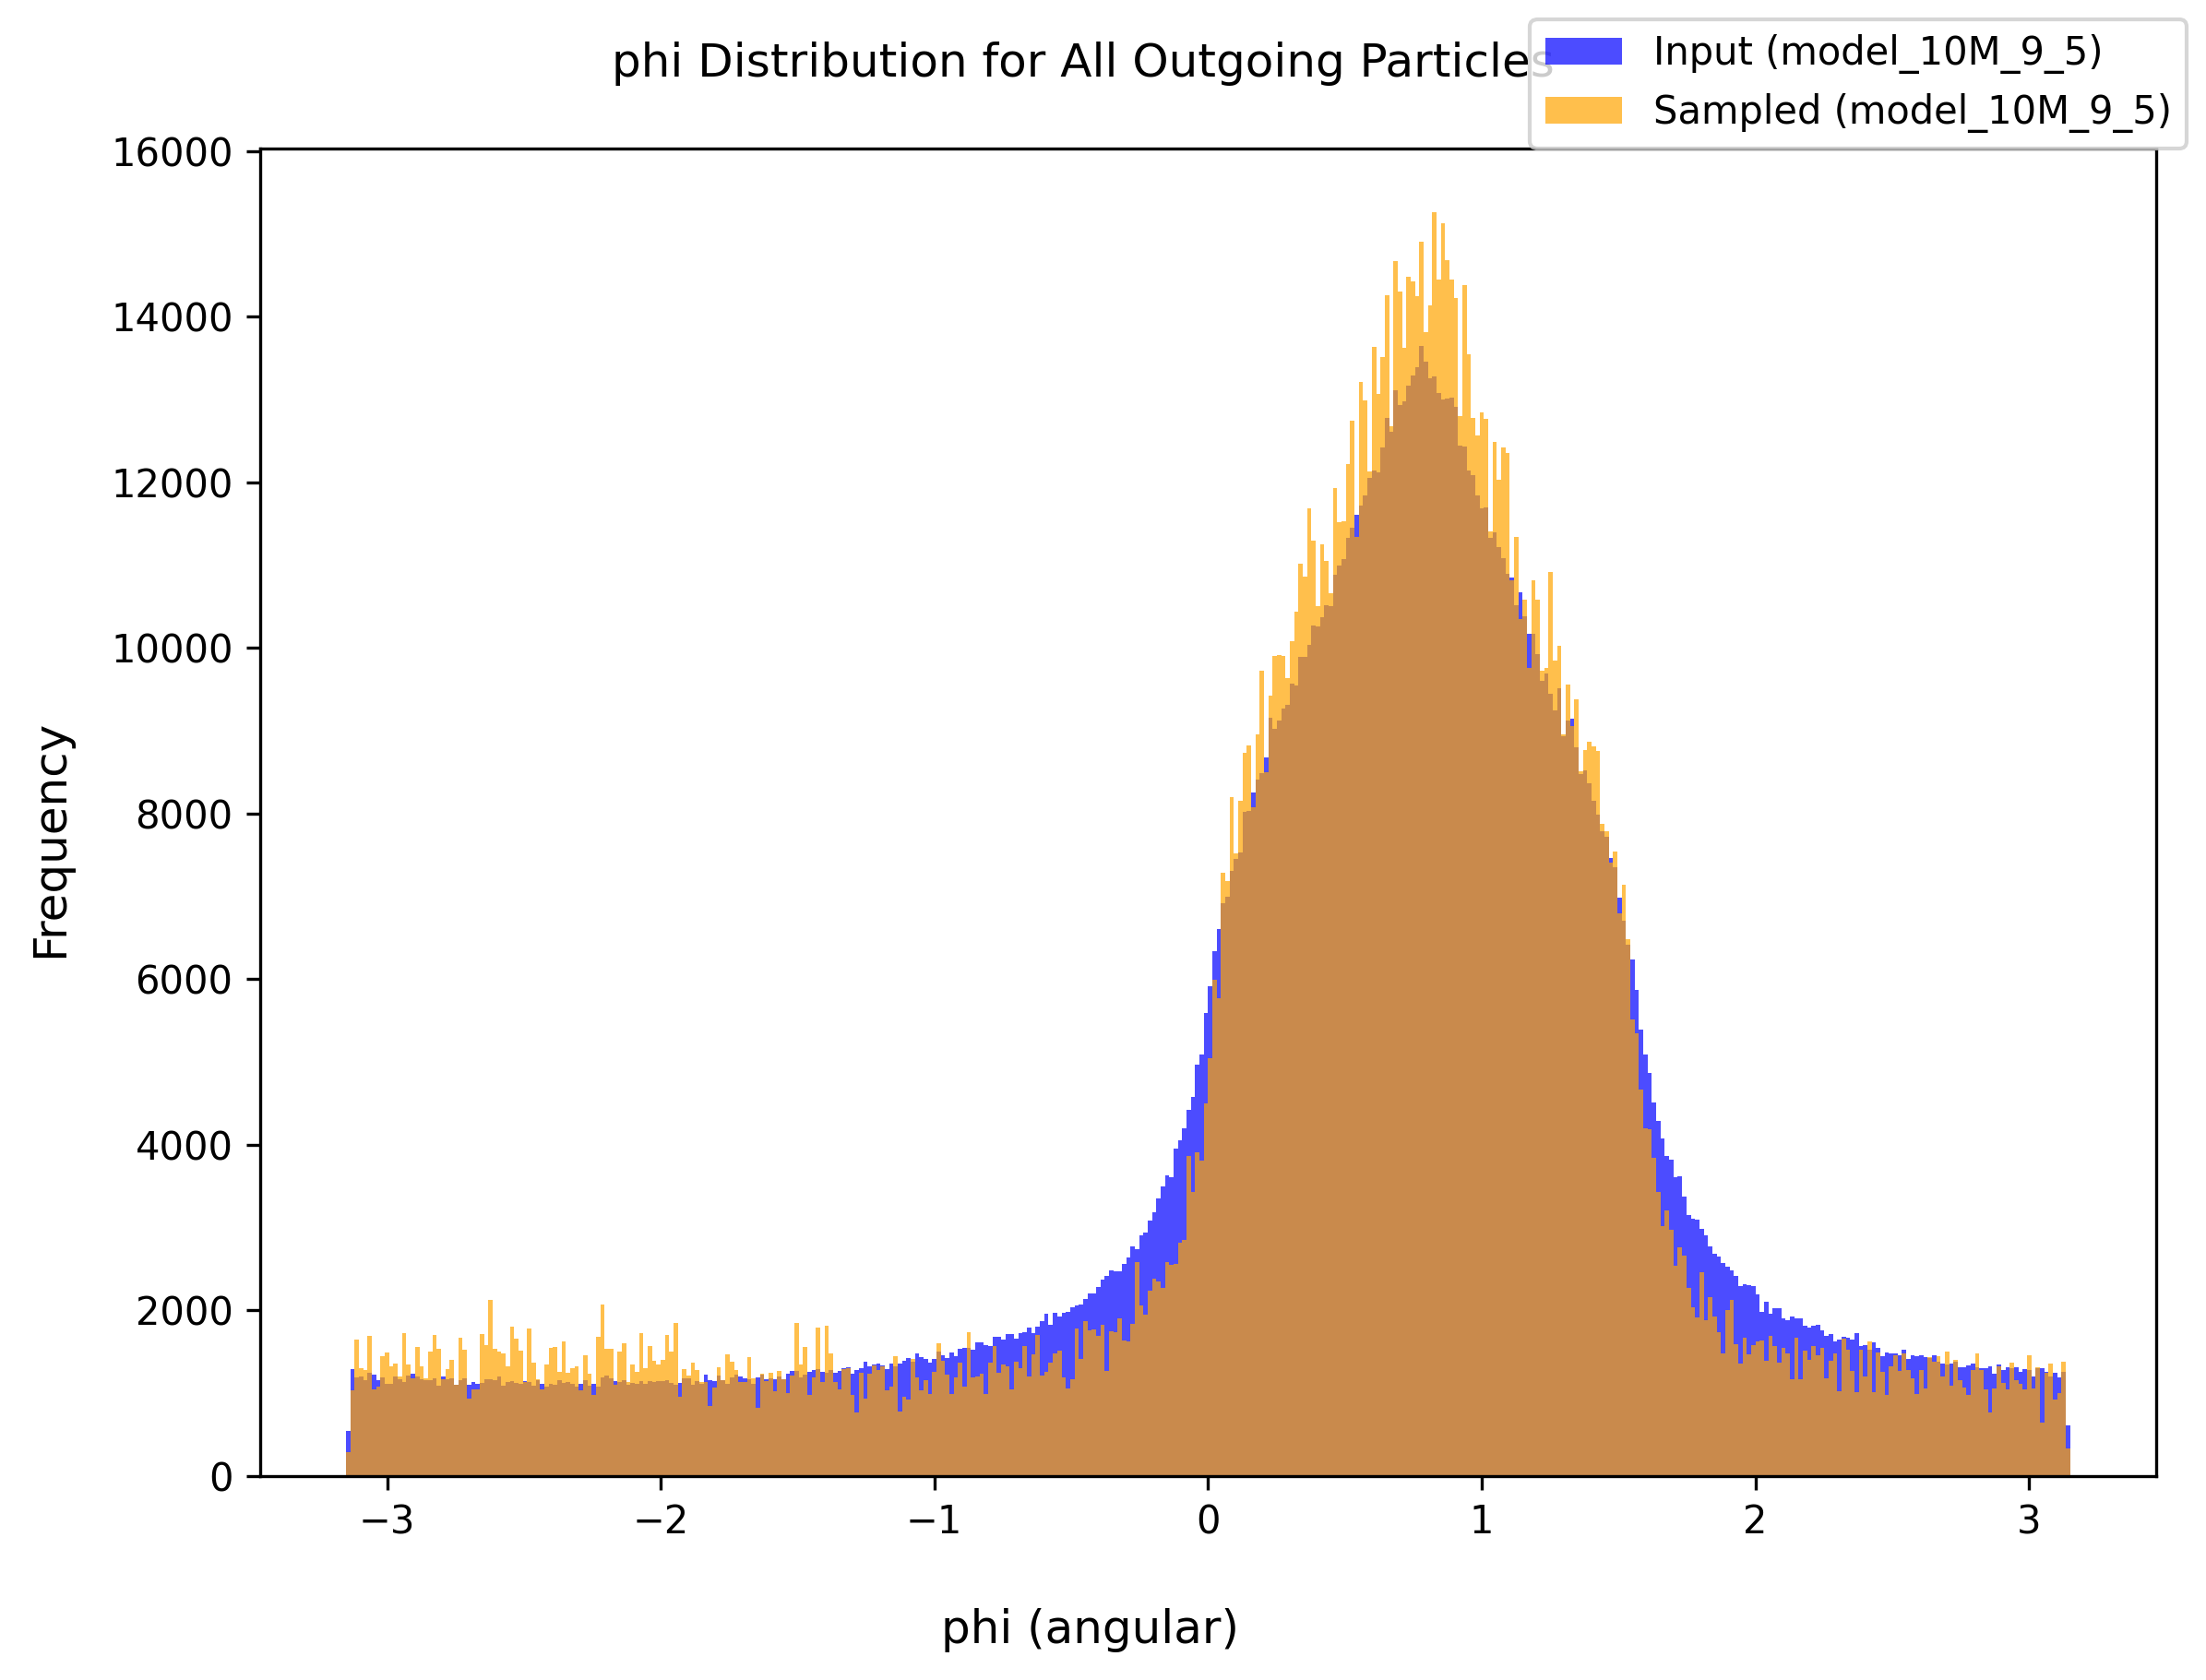 phi Distribution for All Outgoing Particles
Input (model_10M_9_5)
Sampled (model_10M_9_5)
16000
14000
12000
10000
8000
6000
4000
2000
0
Frequency
−3 −2 −1 0 1 2 3
phi (angular)